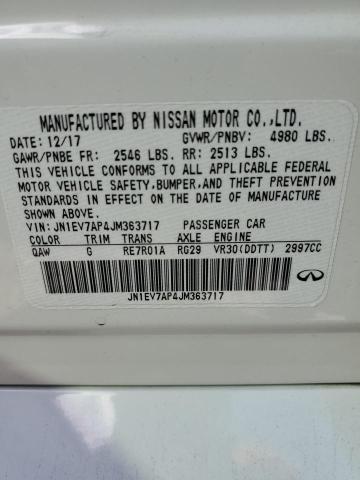 MANUFACTURED BY NISSAN MOTOR CO.,LTD.
DATE: 12/17 GVWR/PNBV: 4980 LBS.
GAWR/PNBE FR: 2546 LBS. RR: 2513 LBS.
THIS VEHICLE CONFORMS TO ALL APPLICABLE FEDERAL
MOTOR VEHICLE SAFETY, BUMPER, AND THEFT PREVENTION
STANDARDS IN EFFECT ON THE DATE OF MANUFACTURE
SHOWN ABOVE.
VIN: JN1EV7AP4JM363717 PASSENGER CAR
COLOR TRIM TRANS AXLE ENGINE
QAW G RE7R01A RG29 VR30(DDTT) 2997CC
JN1EV7AP4JM363717